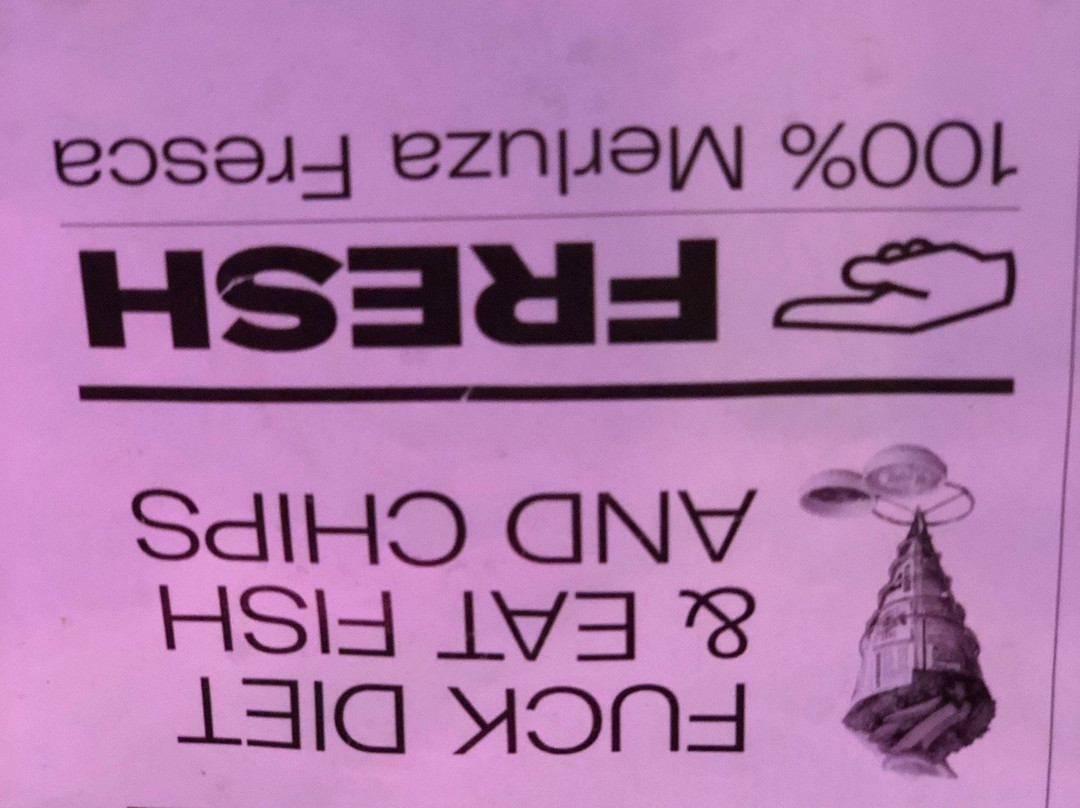 FUCK DIET
& EAT FISH
AND CHIPS
FRESH
100% Merluza Fresca